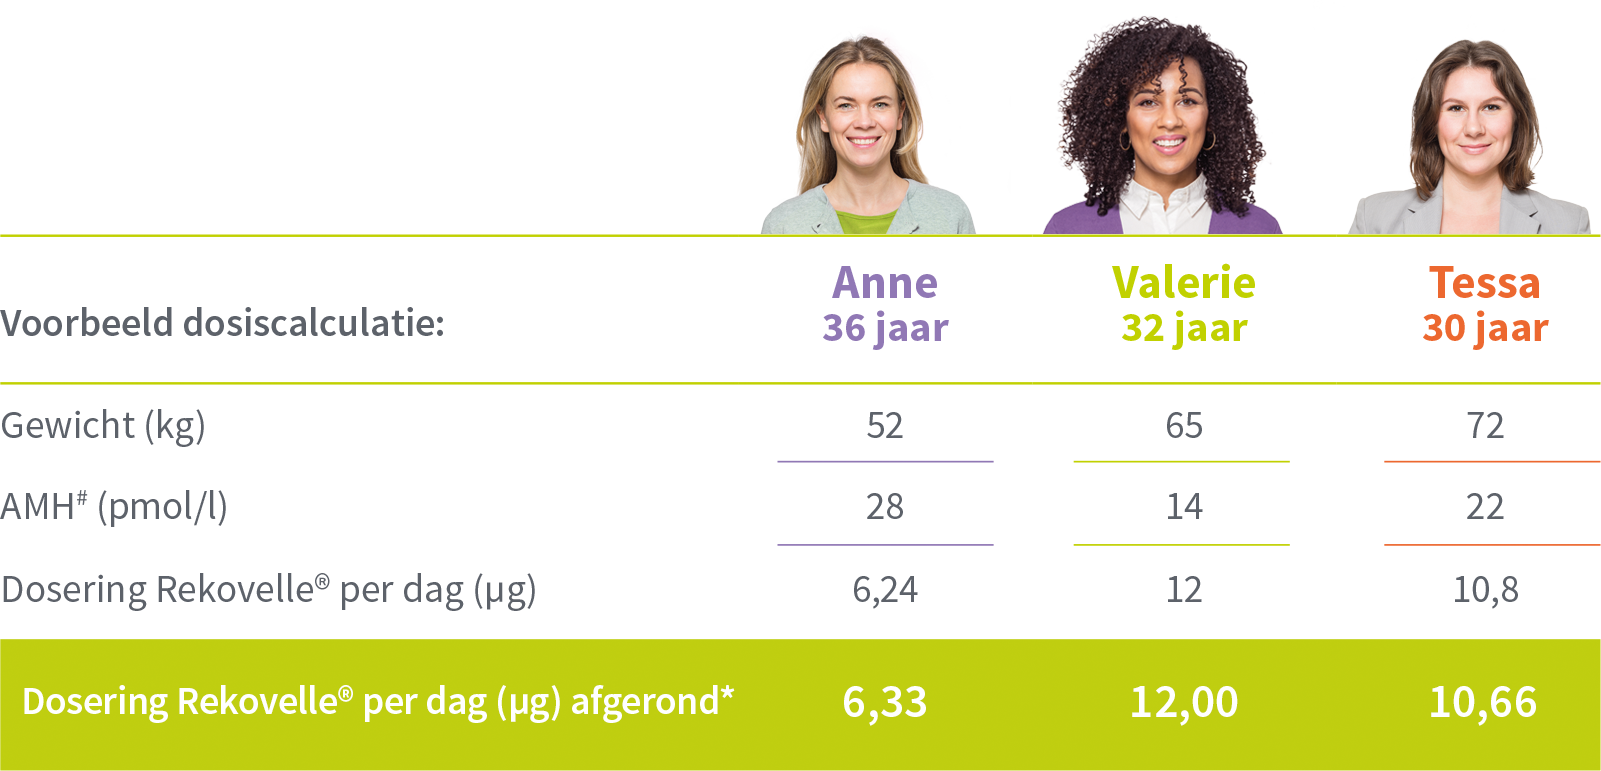 Anne Valerie Tessa
Voorbeeld dosiscalculatie: 36 jaar 32 jaar 30 jaar
Gewicht (kg) 52 65 72
AMH# (pmol/l) 28 14 22
Dosering Rekovelle® per dag (µg) 6,24 12 10,8
Dosering Rekovelle® per dag (µg) afgerond* 6,33 12,00 10,66